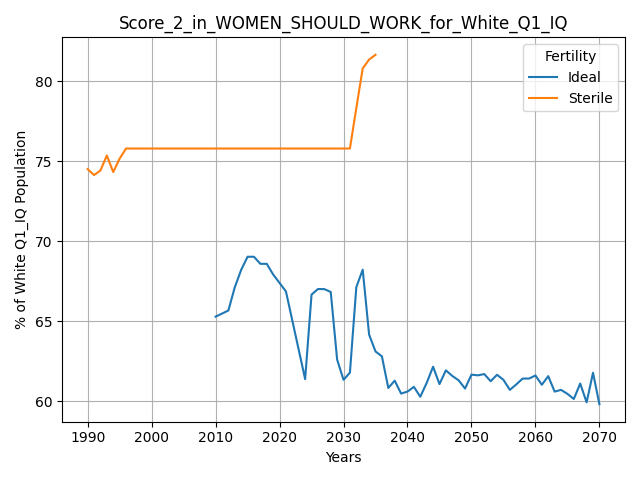 Score_2_in_WOMEN_SHOULD_WORK_for_White_Q1_IQ
Fertility
Ideal
Sterile
% of White Q1_IQ Population
80
75
70
65
60
1990 2000 2010 2020 2030 2040 2050 2060 2070
Years